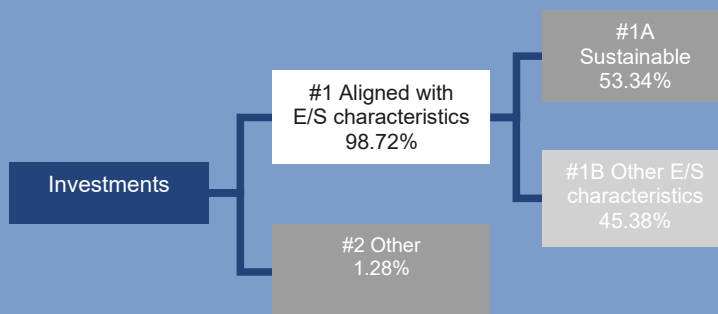 Investments
#1 Aligned with
E/S characteristics
98.72%
#2 Other
1.28%
#1A
Sustainable
53.34%
#1B Other E/S
characteristics
45.38%